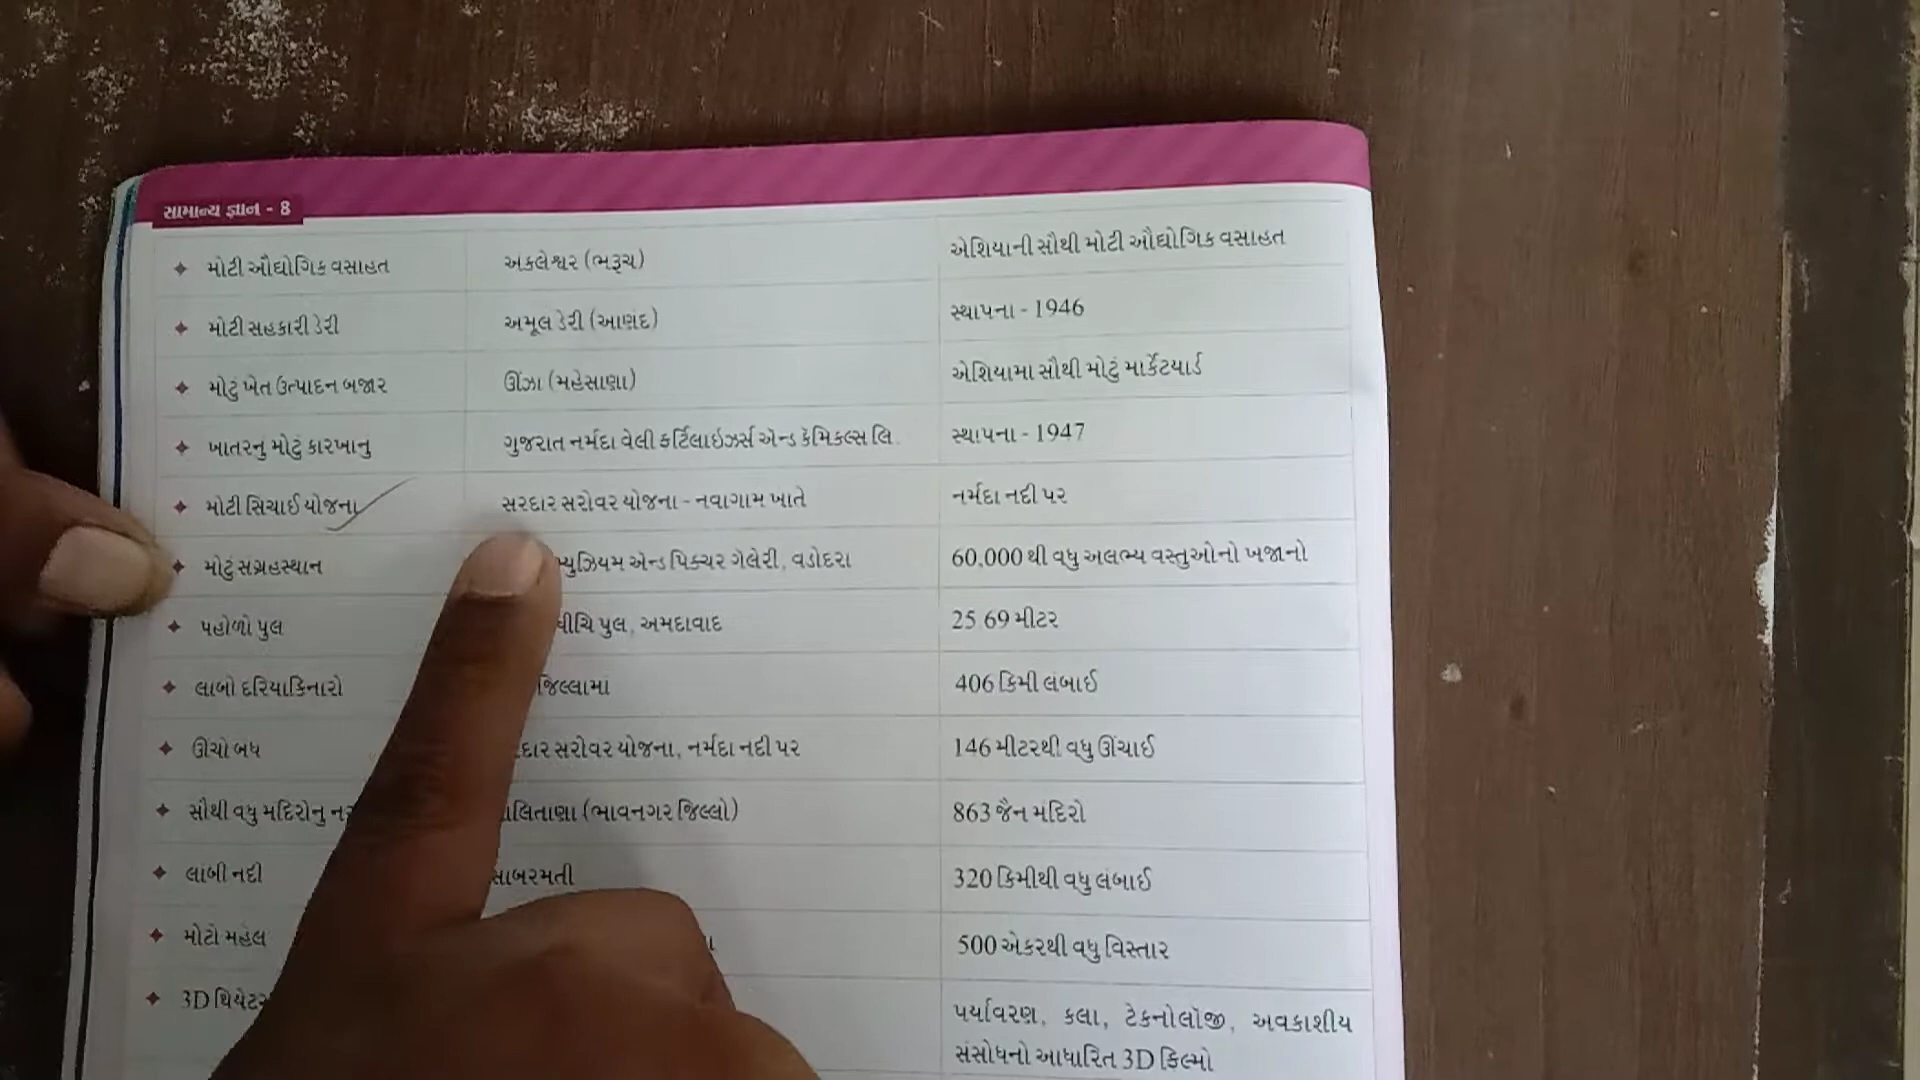 સામાન્ય જ્ઞાન - 8
મોટી ઔદ્યોગિક વસાહત અકલેશ્વર (ભરૂચ) એશિયાની સૌથી મોટી ઔદ્યોગિક વસાહત
મોટી સહકારી ડેરી અમૂલ ડેરી (આણંદ) સ્થાપના - 1946
મોટું ખેત ઉત્પાદન બજાર ઊંઝા (મહેસાણા) એશિયામા સૌથી મોટું માર્કેટયાર્ડ
ખાતરનુ મોટું કારખાનુ ગુજરાત નર્મદા વેલી ફર્ટિલાઇઝર્સ એન્ડ કેમિકલ્સ લિ. સ્થાપના - 1947
મોટી સિચાઈ યોજના સરદાર સરોવર યોજના - નવાગામ ખાતે નર્મદા નદી પર
મોટું સંગ્રહસ્થાન મ્યુઝિયમ એન્ડ પિક્ચર ગેલેરી, વડોદરા 60,000 થી વધુ અલભ્ય વસ્તુઓનો ખજાનો
પહોળો પુલ પુલ, અમદાવાદ 25 69 મીટર
લાબો દરિયાકિનારો જિલ્લામા 406 કિમી લંબાઈ
ઊંચો બધ સરોવર યોજના, નર્મદા નદી પર 146 મીટરથી વધુ ઊંચાઈ
સૌથી વધુ મદિરોનુ (ભાવનગર જિલ્લો) 863 જૈન મંદિરો
લાંબી નદી સાબરમતી 320 કિમીથી વધુ લંબાઈ
મોટો મહેલ 500 એકરથી વધુ વિસ્તાર
3D થિયેટર પર્યાવરણ, કલા, ટેકનોલૉજી, અવકાશીય
સંસોધનો આધારિત 3D ફિલ્મો